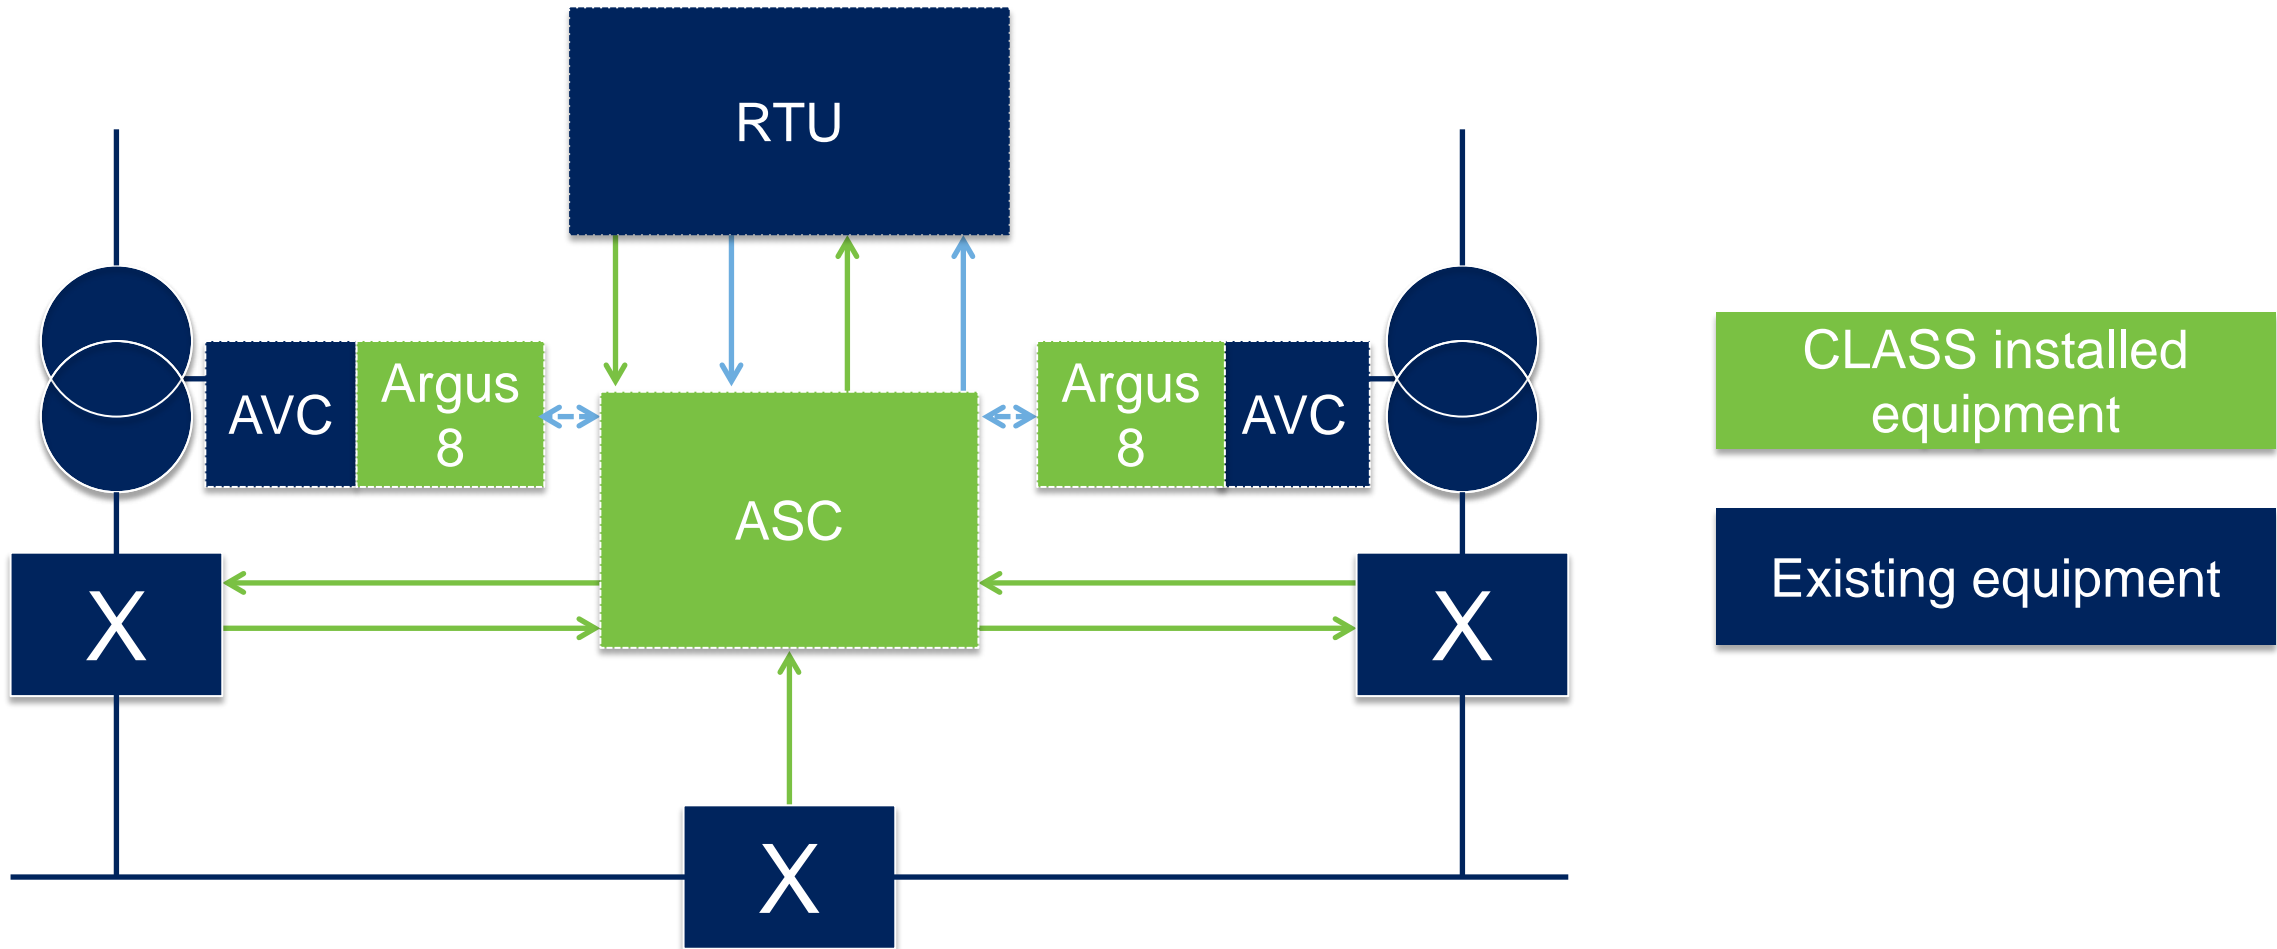 RTU
AVC
Argus
8
Argus
8
AVC
ASC
X
X
X
CLASS installed
equipment
Existing equipment